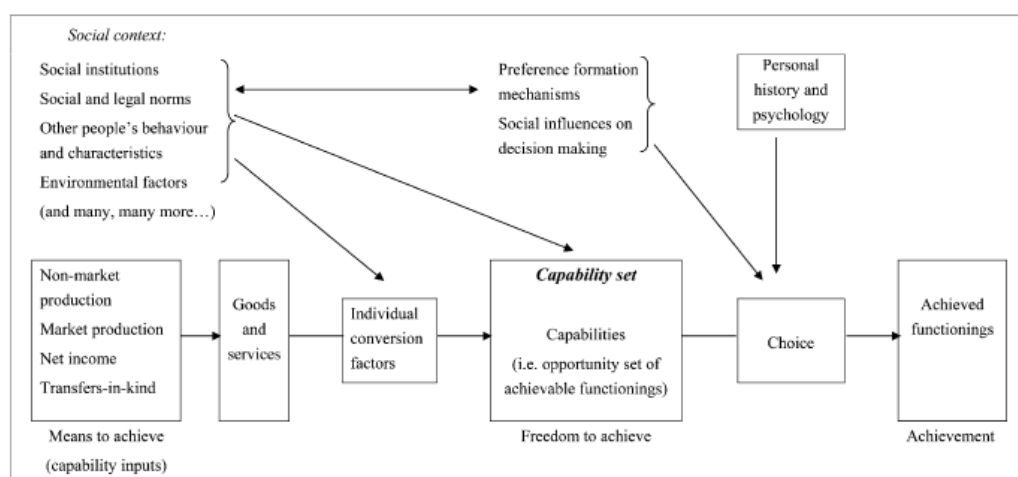 Social context:
Social institutions
Social and legal norms
Other people's behaviour
and characteristics
Environmental factors
(and many, many more…)
Preference formation
mechanisms
Social influences on
decision making
Personal
history and
psychology
Non-market
production
Market production
Net income
Transfers-in-kind
Means to achieve
(capability inputs)
Goods
and
services
Individual
conversion
factors
Capability set
Capabilities
(i.e. opportunity set of
achievable functionings)
Freedom to achieve
Choice
Achieved
functionings
Achievement